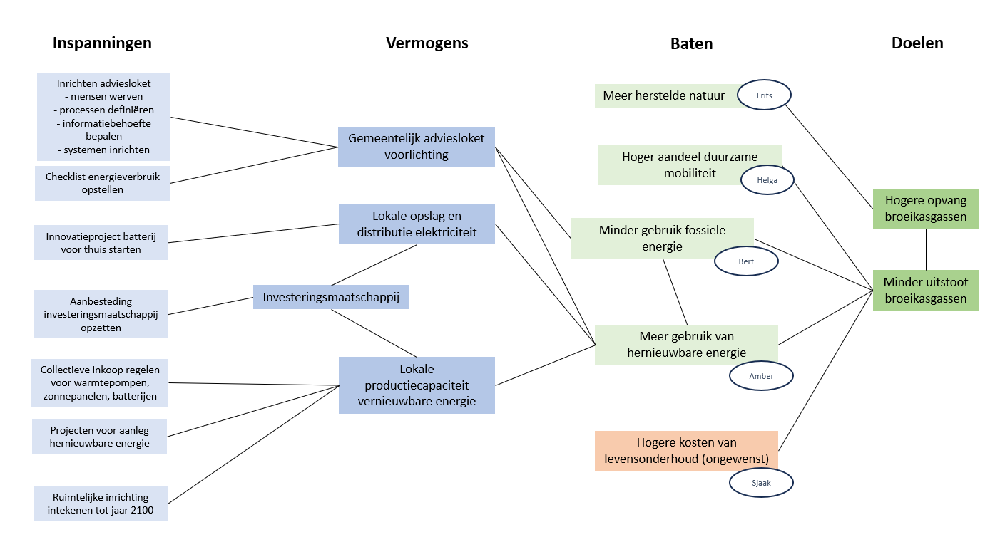 Inspanningen
Vermogens
Baten
Doelen
Inrichten adviesloket
- mensen werven
- processen definiëren
- informatiebehoefte
bepalen
- systemen inrichten
Checklist energieverbruik
opstellen
Innovatieproject batterij
voor thuis starten
Aanbesteding
investeringsmaatschappij
opzetten
Collectieve inkoop regelen
voor warmtepompen,
zonnepanelen, batterijen
Projecten voor aanleg
hernieuwbare energie
Ruimtelijke inrichting
intekenen tot jaar 2100
Gemeentelijk adviesloket
voorlichting
Lokale opslag en
distributie elektriciteit
Investeringsmaatschappij
Lokale
productiecapaciteit
vernieuwbare energie
Meer herstelde natuur
Frits
Hoger aandeel duurzame
mobiliteit
Helga
Minder gebruik fossiele
energie
Bert
Meer gebruik van
hernieuwbare energie
Amber
Hogere kosten van
levensonderhoud (ongewenst)
Sjaak
Hogere opvang
broeikasgassen
Minder uitstoot
broeikasgassen